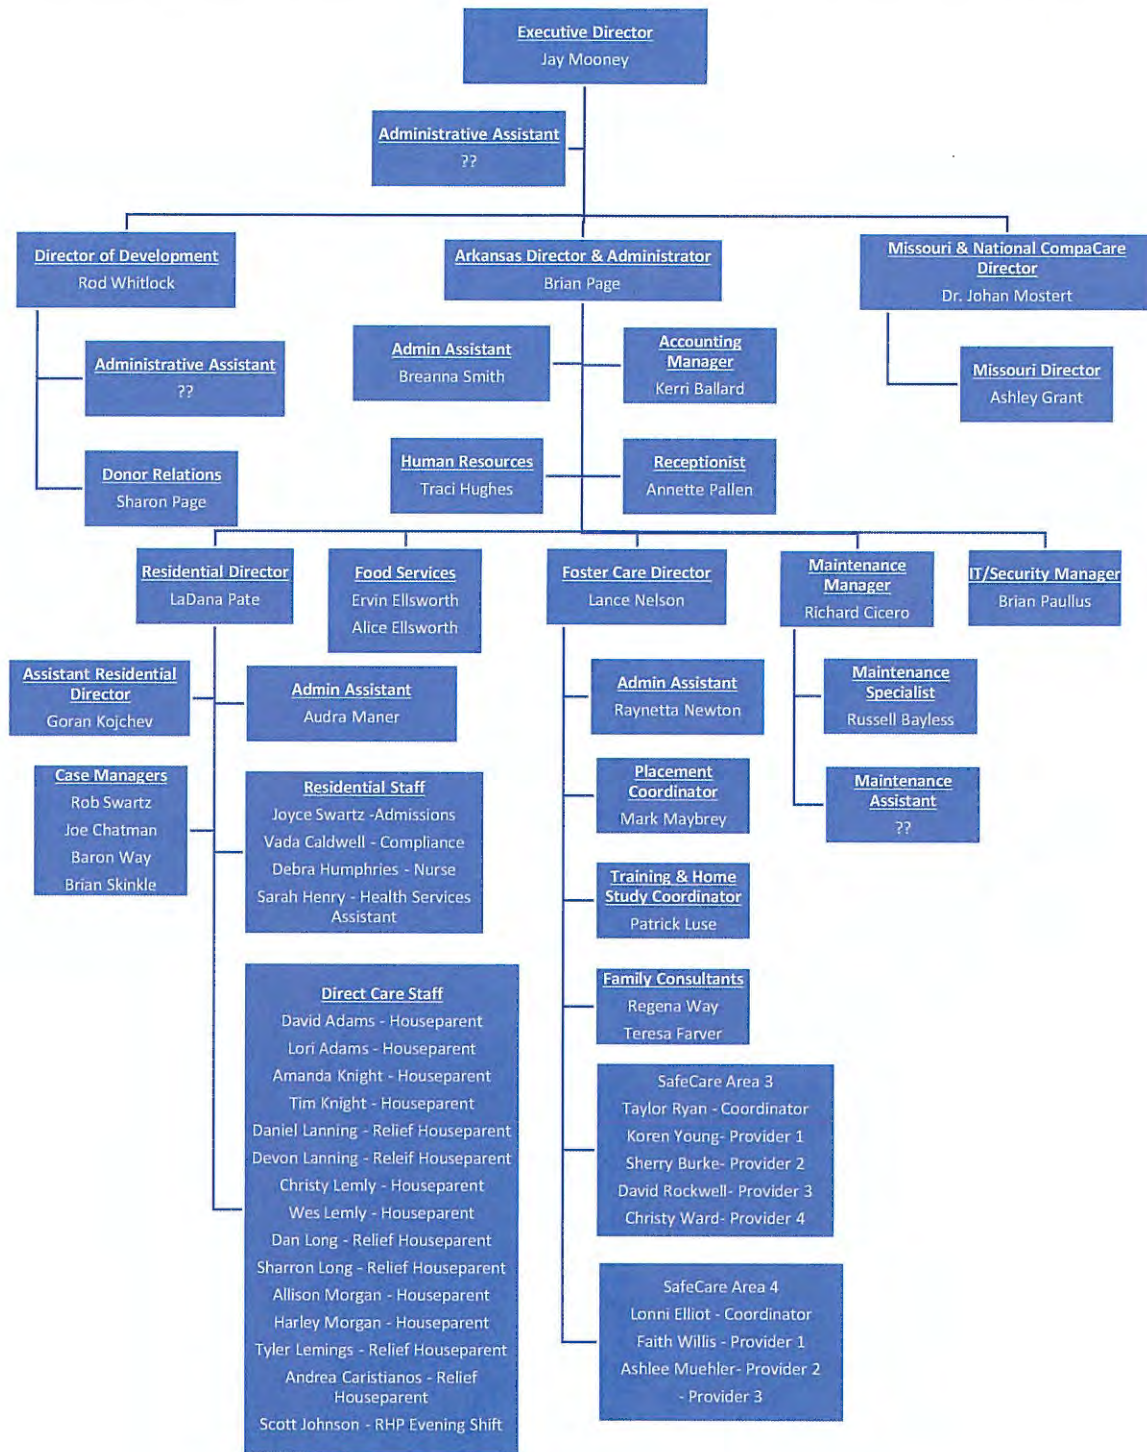 Executive Director
Jay Mooney
Administrative Assistant
??
Director of Development
Rod Whitlock
Arkansas Director & Administrator
Brian Page
Missouri & National CompaCare
Director
Dr. Johan Mostert
Administrative Assistant
??
Donor Relations
Sharon Page
Admin Assistant
Breanna Smith
Accounting
Manager
Kerri Ballard
Human Resources
Traci Hughes
Receptionist
Annette Pallen
Missouri Director
Ashley Grant
Residential Director
LaDana Pate
Food Services
Ervin Ellsworth
Alice Ellsworth
Foster Care Director
Lance Nelson
Maintenance
Manager
Richard Cicero
IT/Security Manager
Brian Paullus
Assistant Residential
Director
Goran Kojchev
Admin Assistant
Audra Maner
Case Managers
Rob Swartz
Joe Chatman
Baron Way
Brian Skinkle
Residential Staff
Joyce Swartz -Admissions
Vada Caldwell - Compliance
Debra Humphries - Nurse
Sarah Henry - Health Services
Assistant
Direct Care Staff
David Adams - Houseparent
Lori Adams - Houseparent
Amanda Knight - Houseparent
Tim Knight - Houseparent
Daniel Lanning - Relief Houseparent
Devon Lanning - Releif Houseparent
Christy Lemly - Houseparent
Wes Lemly - Houseparent
Dan Long - Relief Houseparent
Sharron Long - Relief Houseparent
Allison Morgan - Houseparent
Harley Morgan - Houseparent
Tyler Lemings - Relief Houseparent
Andrea Caristianos - Relief
Houseparent
Scott Johnson - RHP Evening Shift
Admin Assistant
Raynetta Newton
Placement
Coordinator
Mark Maybrey
Training & Home
Study Coordinator
Patrick Luse
Family Consultants
Regena Way
Teresa Farver
SafeCare Area 3
Taylor Ryan - Coordinator
Koren Young- Provider 1
Sherry Burke- Provider 2
David Rockwell- Provider 3
Christy Ward- Provider 4
SafeCare Area 4
Lonni Elliot - Coordinator
Faith Willis - Provider 1
Ashlee Muehler- Provider 2
- Provider 3
Maintenance
Specialist
Russell Bayless
Maintenance
Assistant
??